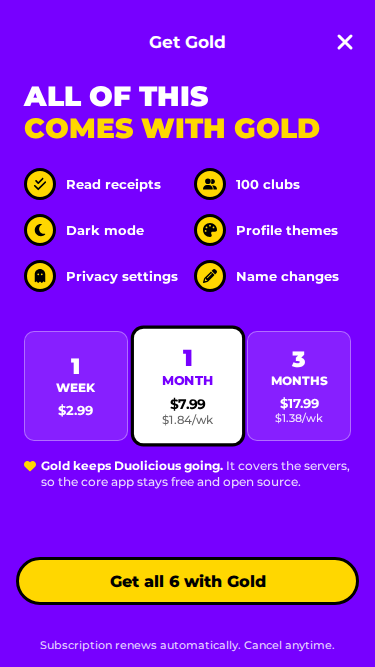 Get Gold
ALL OF THIS
COMES WITH GOLD
Read receipts
100 clubs
Dark mode
Profile themes
Privacy settings
Name changes
1
WEEK
$2.99
1
MONTH
$7.99
$1.84/wk
3
MONTHS
$17.99
$1.38/wk
Gold keeps Duolicious going. It covers the servers,
so the core app stays free and open source.
Get all 6 with Gold
Subscription renews automatically. Cancel anytime.